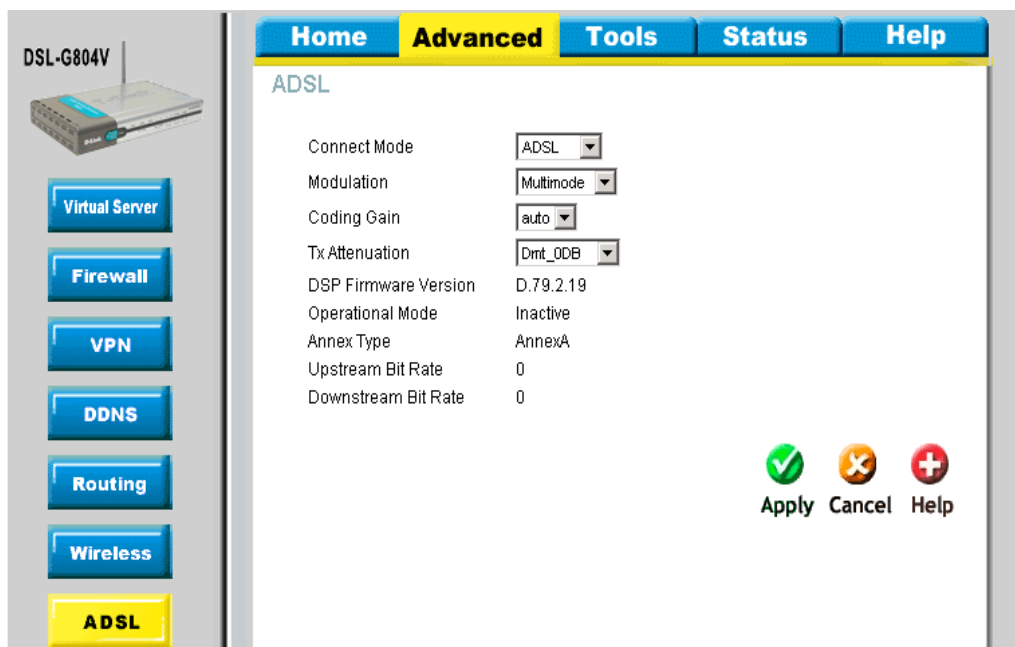 DSL-G804V
Home Advanced Tools Status Help
ADSL
Connect Mode ADSL
Modulation Multimode
Coding Gain auto
Tx Attenuation Dmt_0DB
DSP Firmware Version D.79.2.19
Operational Mode Inactive
Annex Type AnnexA
Upstream Bit Rate 0
Downstream Bit Rate 0
Apply Cancel Help
Virtual Server
Firewall
VPN
DDNS
Routing
Wireless
ADSL